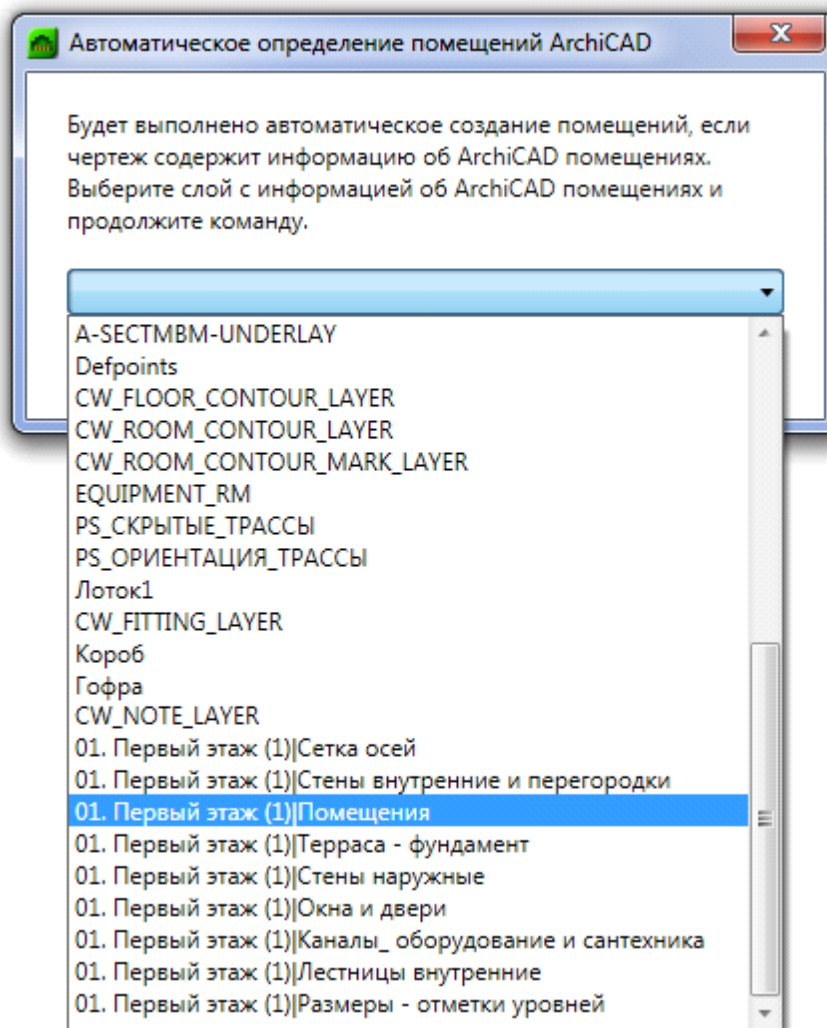 Автоматическое определение помещений ArchiCAD
Будет выполнено автоматическое создание помещений, если
чертеж содержит информацию об ArchiCAD помещениях.
Выберите слой с информацией об ArchiCAD помещениях и
продолжите команду.
A-SECTMBM-UNDERLAY
Defpoints
CW_FLOOR_CONTOUR_LAYER
CW_ROOM_CONTOUR_LAYER
CW_ROOM_CONTOUR_MARK_LAYER
EQUIPMENT_RM
PS_СКРЫТЫЕ_ТРАССЫ
PS_ОРИЕНТАЦИЯ_ТРАССЫ
Лоток1
CW_FITTING_LAYER
Короб
Гофра
CW_NOTE_LAYER
01. Первый этаж (1)|Сетка осей
01. Первый этаж (1)|Стены внутренние и перегородки
01. Первый этаж (1)|Помещения
01. Первый этаж (1)|Терраса - фундамент
01. Первый этаж (1)|Стены наружные
01. Первый этаж (1)|Окна и двери
01. Первый этаж (1)|Каналы_ оборудование и сантехника
01. Первый этаж (1)|Лестницы внутренние
01. Первый этаж (1)|Размеры - отметки уровней